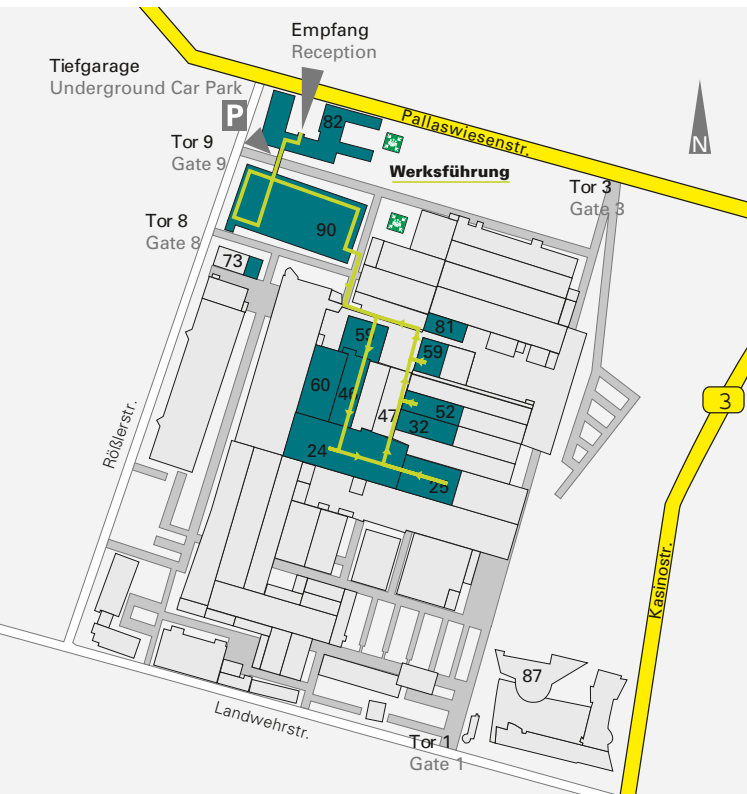 Empfang
Reception
Tiefgarage
Underground Car Park
P
82
Pallaswiesenstr.
Tor 9
Gate 9
Werksführung
N
Tor 3
Gate 3
Tor 8
Gate 8
90
73
81
59
59
60
46
47
52
32
3
24
25
Rößlerstr.
Kasinostr.
87
Landwehrstr.
Tor 1
Gate 1